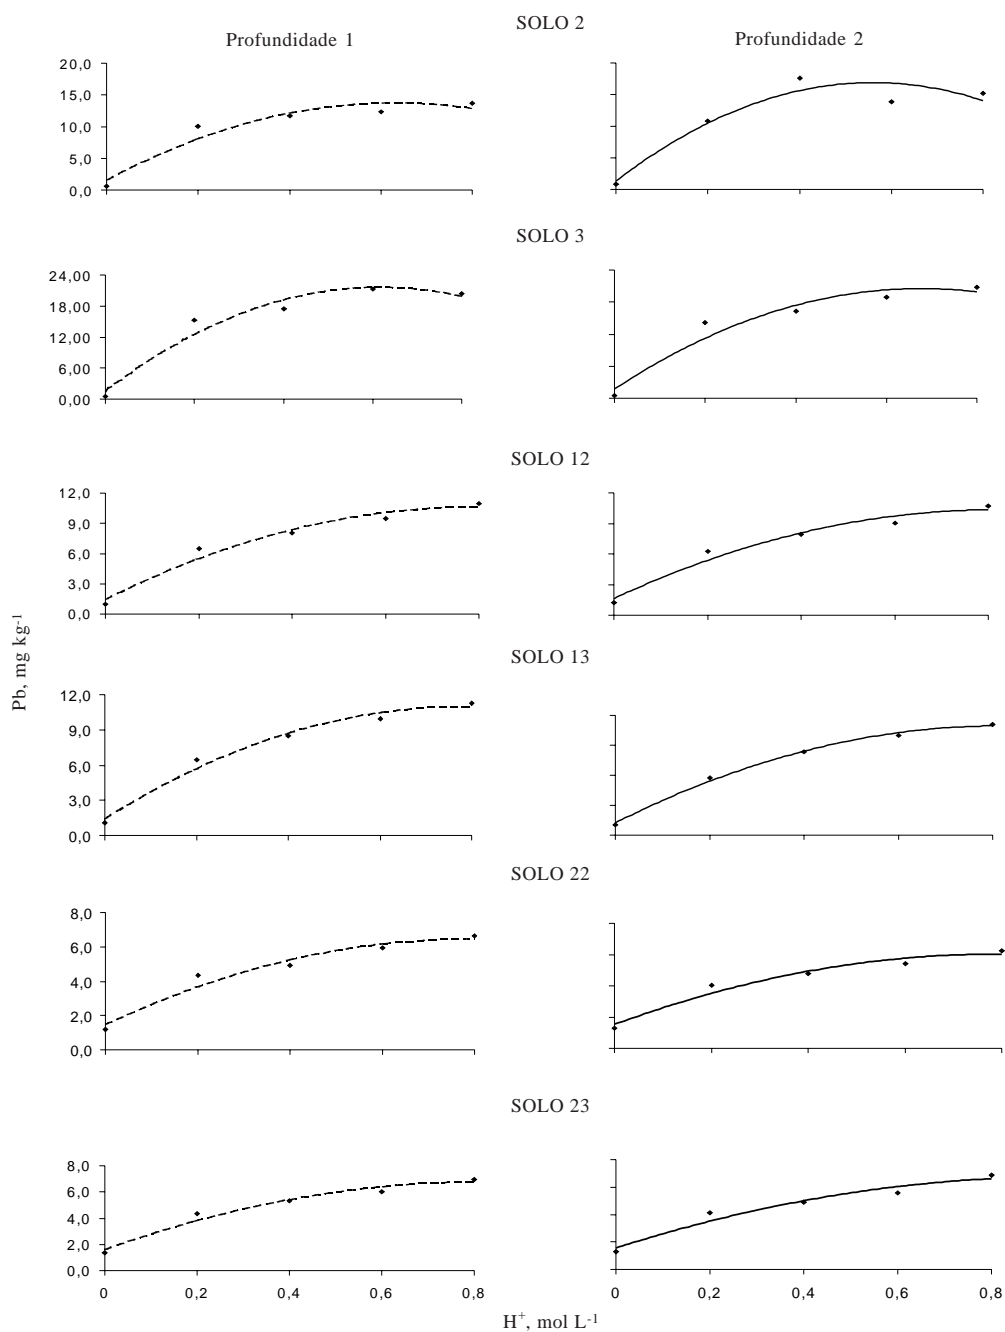 SOLO 2
Profundidade 1
Profundidade 2
20,0
15,0
10,0
5,0
0,0
SOLO 3
24,00
18,00
12,00
6,00
0,00
SOLO 12
12,0
9,0
6,0
3,0
0,0
SOLO 13
12,0
9,0
6,0
3,0
0,0
SOLO 22
8,0
6,0
4,0
2,0
0,0
SOLO 23
8,0
6,0
4,0
2,0
0,0
0 0,2 0,4 0,6 0,8
0 0,2 0,4 0,6 0,8
Pb, mg kg⁻¹
H⁺, mol L⁻¹